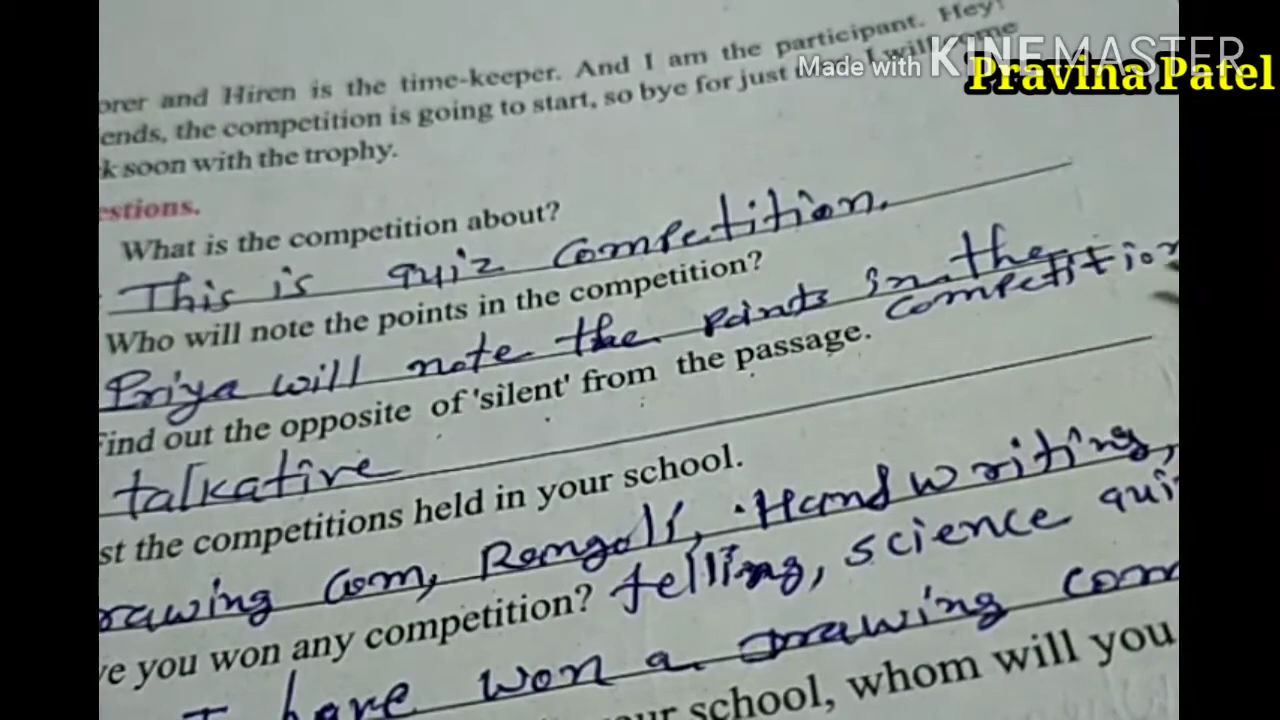 Made with KINEMASTER
Pravina Patel
orer and Hiren is the time-keeper. And I am the participant. Hey!
ends, the competition is going to start, so bye for just now. I will come
k soon with the trophy.
estions.
What is the competition about?
This is quiz competition.
Who will note the points in the competition?
Priya will note the points in the
competition
Find out the opposite of 'silent' from the passage.
talkative
st the competitions held in your school.
rawing com, Rangoli, Handwriting,
telling, science qui
ve you won any competition?
I have won a Drawing com
ur school, whom will you